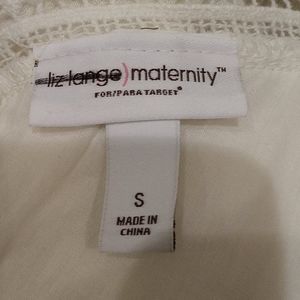 liz lange) maternity™
FOR/PARA TARGET®
S
MADE IN
CHINA